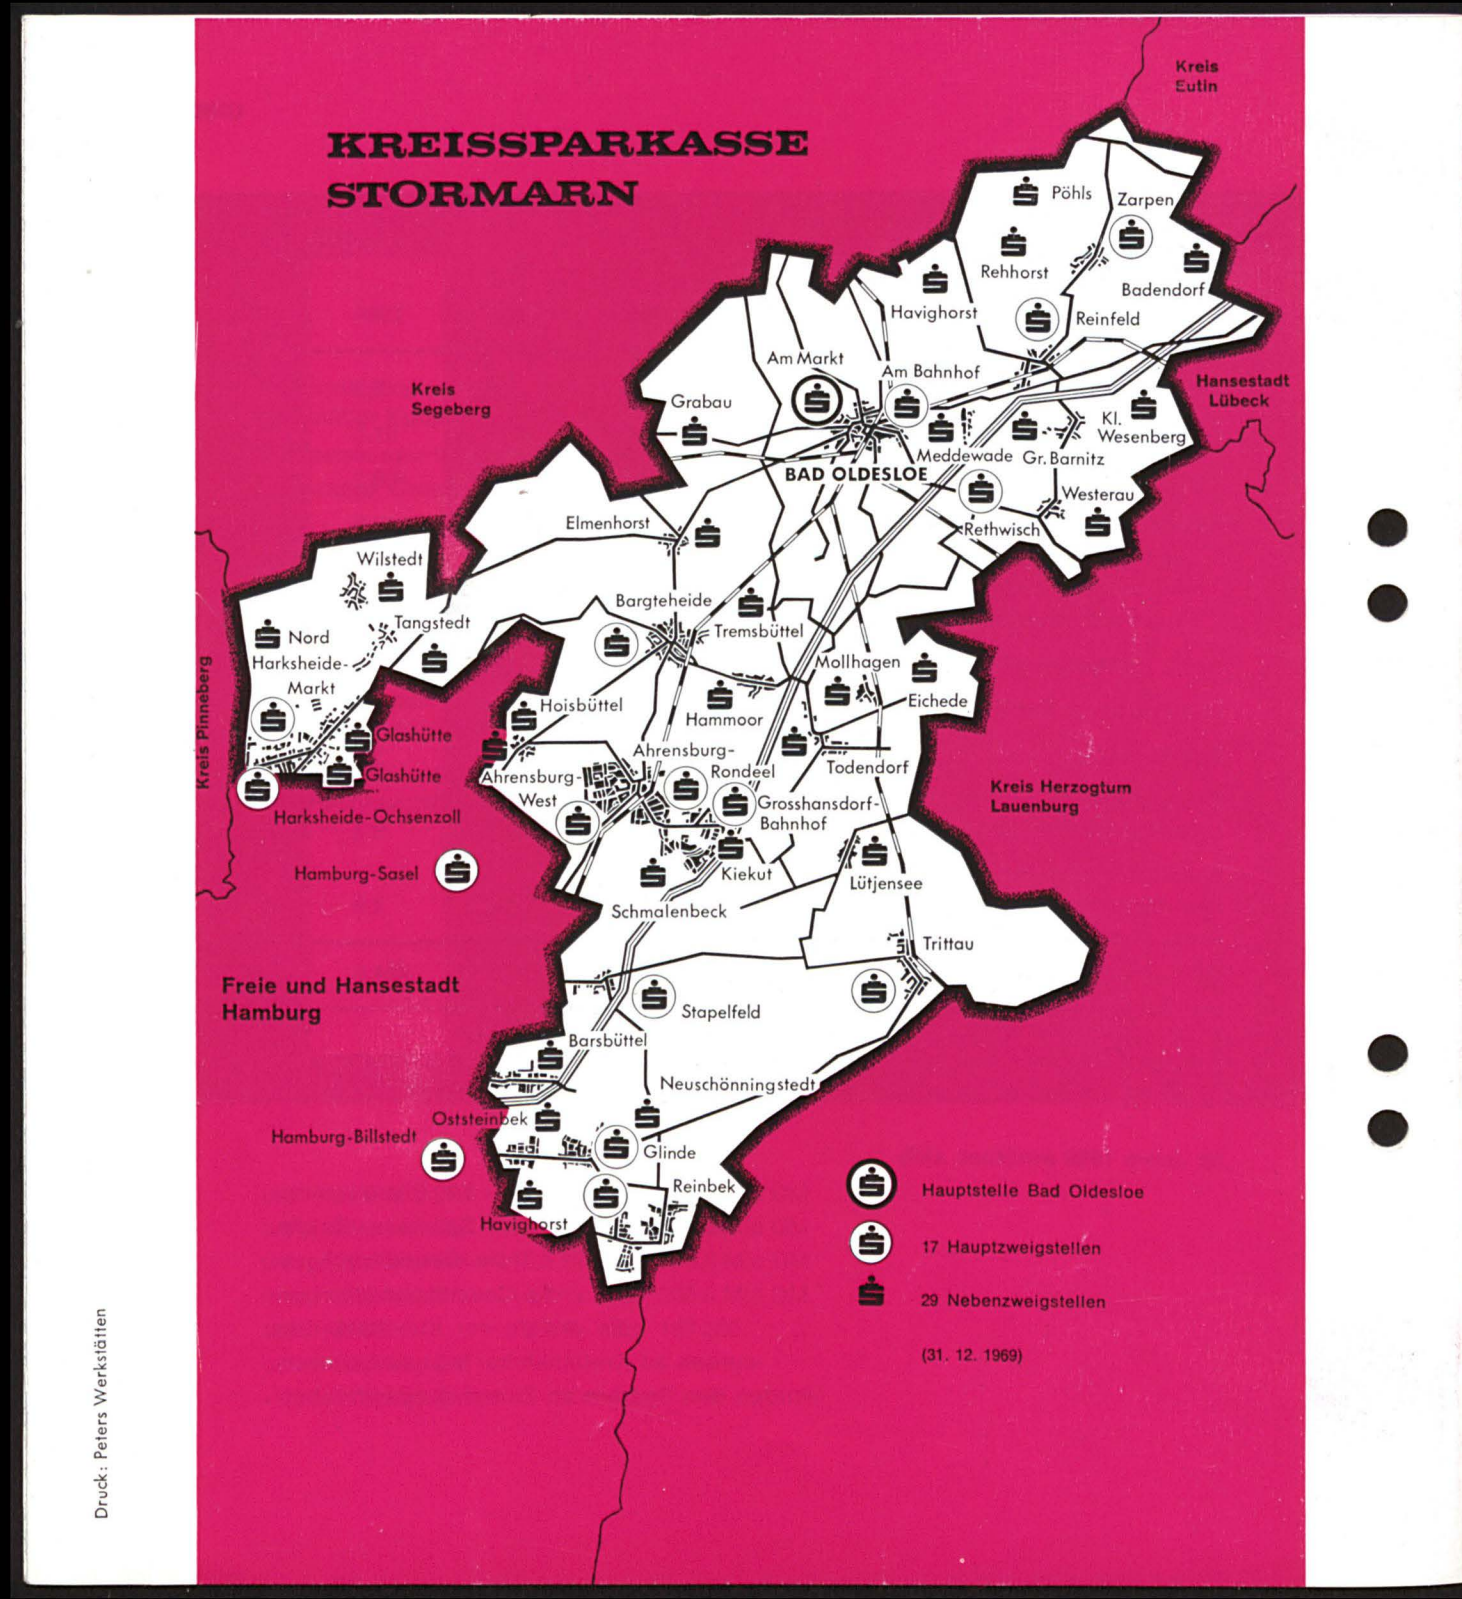 Kreis
Eutin
KREISSPARKASSE
STORMARN
Pöhls
Zarpen
Rehhorst
Badendorf
Havighorst
Reinfeld
Am Markt
Am Bahnhof
Kreis
Segeberg
Hansestadt
Lübeck
Grabau
Kl.
Wesenberg
Meddewade
Gr. Barnitz
BAD OLDESLOE
Westerau
Elmenhorst
Rethwisch
Wilstedt
Bargteheide
Tangstedt
Tremsbüttel
Nord
Harksheide-
Markt
Mollhagen
Eichede
Hoisbüttel
Hammoor
Kreis Pinneberg
Glashütte
Glashütte
Ahrensburg-
Rondeel
Todendorf
Ahrensburg-
West
Grosshansdorf-
Bahnhof
Kreis Herzogtum
Lauenburg
Harksheide-Ochsenzoll
Hamburg-Sasel
Kiekut
Lütjensee
Schmalenbeck
Trittau
Freie und Hansestadt
Hamburg
Stapelfeld
Barsbüttel
Neuschönningstedt
Oststeinbek
Hamburg-Billstedt
Glinde
Reinbek
Havighorst
Hauptstelle Bad Oldesloe
17 Hauptzweigstellen
29 Nebenzweigstellen
(31. 12. 1969)
Druck: Peters Werkstätten